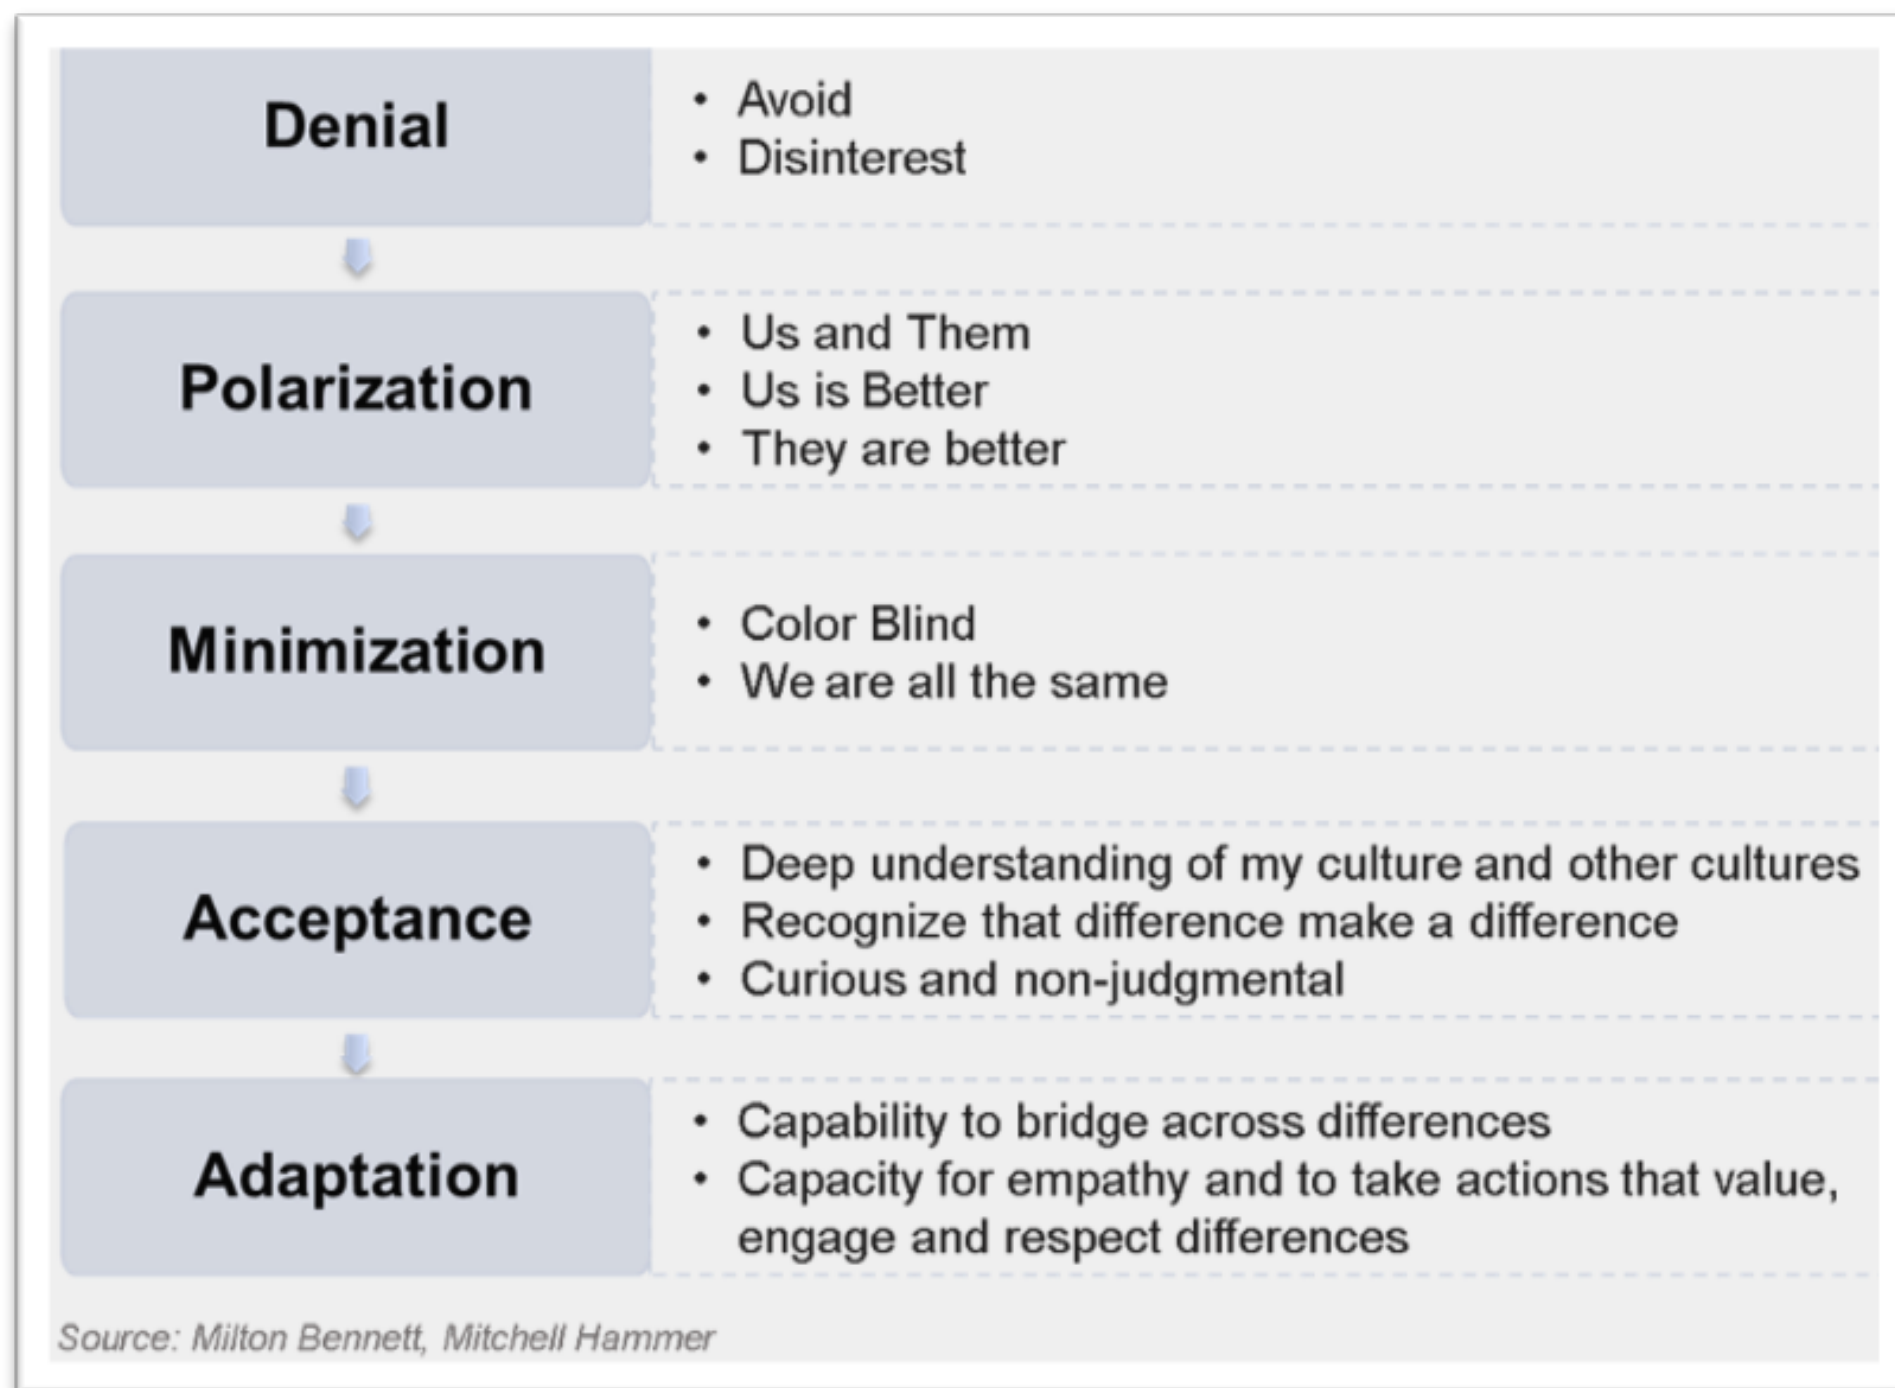 Denial
• Avoid
• Disinterest
Polarization
• Us and Them
• Us is Better
• They are better
Minimization
• Color Blind
• We are all the same
Acceptance
• Deep understanding of my culture and other cultures
• Recognize that difference make a difference
• Curious and non-judgmental
Adaptation
• Capability to bridge across differences
• Capacity for empathy and to take actions that value,
engage and respect differences
Source: Milton Bennett, Mitchell Hammer